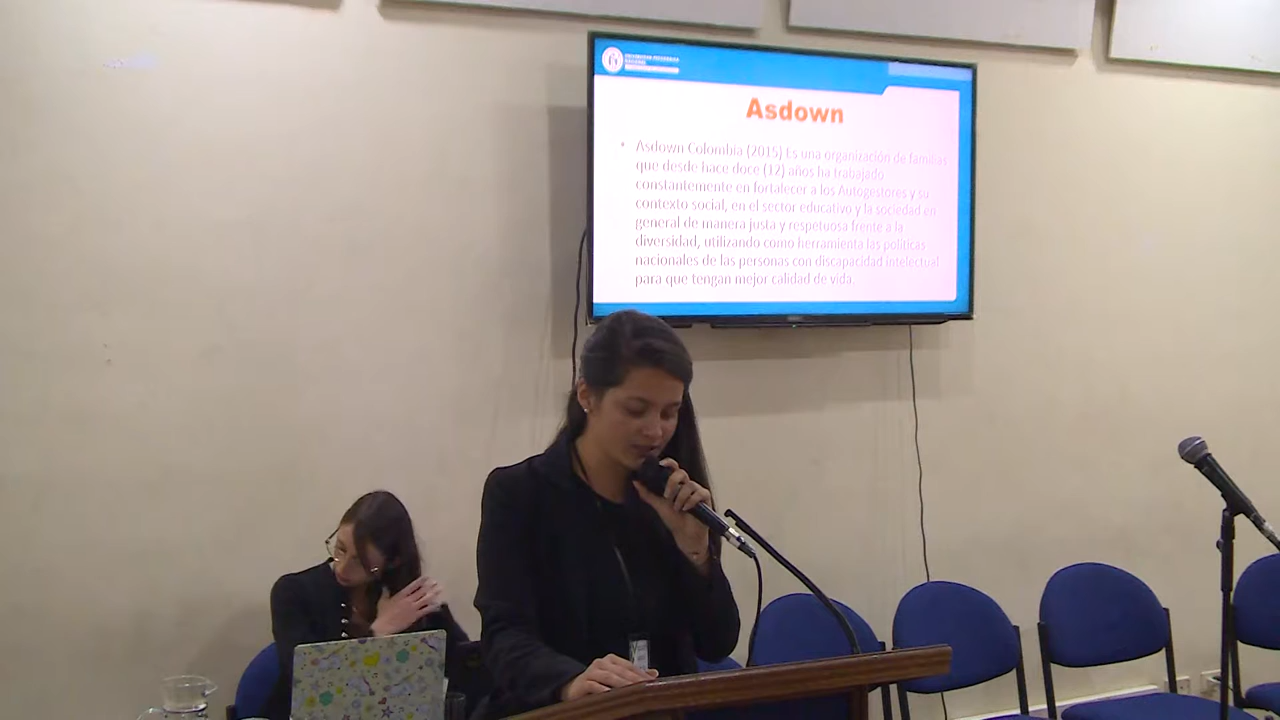 UNIVERSIDAD PEDAGOGICA
NACIONAL
Asdown
• Asdown Colombia (2015) Es una organización de familias
que desde hace doce (12) años ha trabajado
constantemente en fortalecer a los Autogestores y su
contexto social, en el sector educativo y la sociedad en
general de manera justa y respetuosa frente a la
diversidad, utilizando como herramienta las políticas
nacionales de las personas con discapacidad intelectual
para que tengan mejor calidad de vida.